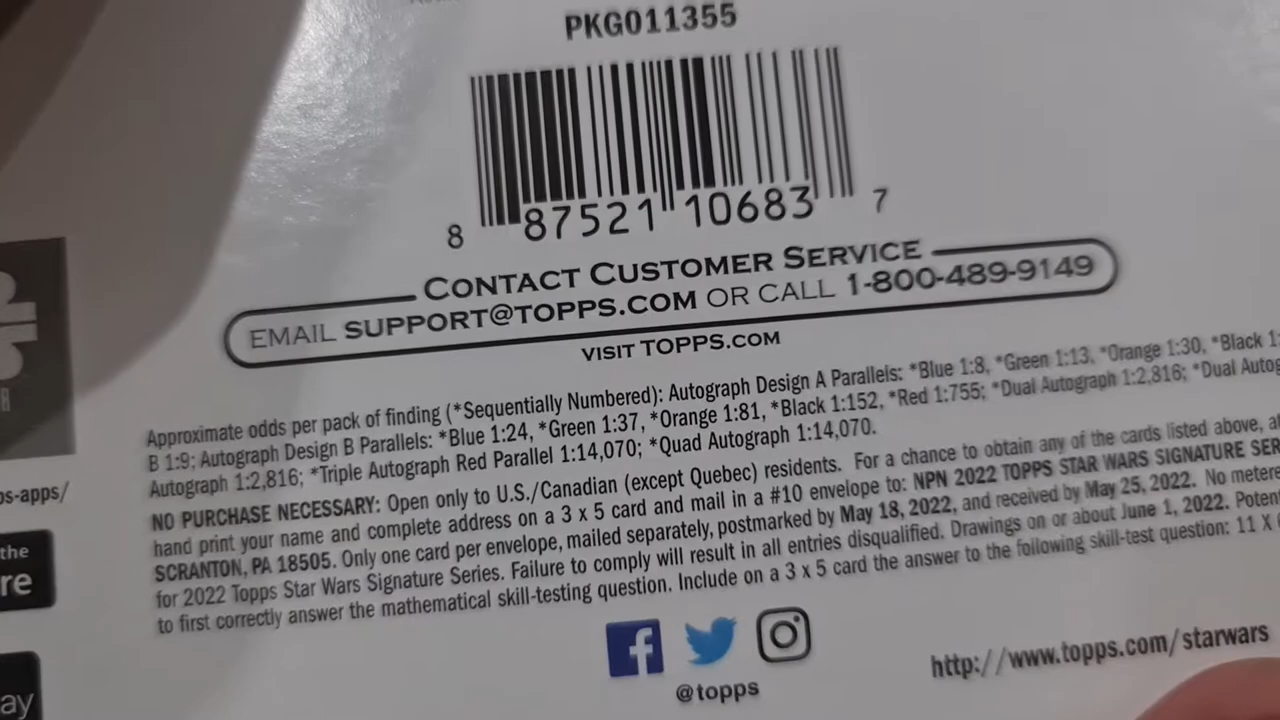 PKG011355
8 87521 10683 7
CONTACT CUSTOMER SERVICE
EMAIL SUPPORT@TOPPS.COM OR CALL 1-800-489-9149
VISIT TOPPS.COM
Approximate odds per pack of finding (*Sequentially Numbered): Autograph Design A Parallels: *Blue 1:8, *Green 1:13, *Orange 1:30, *Black
B 1:9; Autograph Design B Parallels: *Blue 1:24, *Green 1:37, *Orange 1:81, *Black 1:152, *Red 1:755; *Dual Autograph 1:2,816; *Dual
Autograph 1:2,816; *Triple Autograph Red Parallel 1:14,070; *Quad Autograph 1:14,070.
NO PURCHASE NECESSARY: Open only to U.S./Canadian (except Quebec) residents. For a chance to obtain any of the cards listed above,
hand print your name and complete address on a 3 x 5 card and mail in a #10 envelope to: NPN 2022 TOPPS STAR WARS SIGNATURE
SCRANTON, PA 18505. Only one card per envelope, mailed separately, postmarked by May 18, 2022, and received by May 25, 2022. No
for 2022 Topps Star Wars Signature Series. Failure to comply will result in all entries disqualified. Drawings on or about June 1, 2022.
to first correctly answer the mathematical skill-testing question. Include on a 3 x 5 card the answer to the following skill-test question: 11 X
ps-apps/
the
re
ay
@topps
http://www.topps.com/starwars